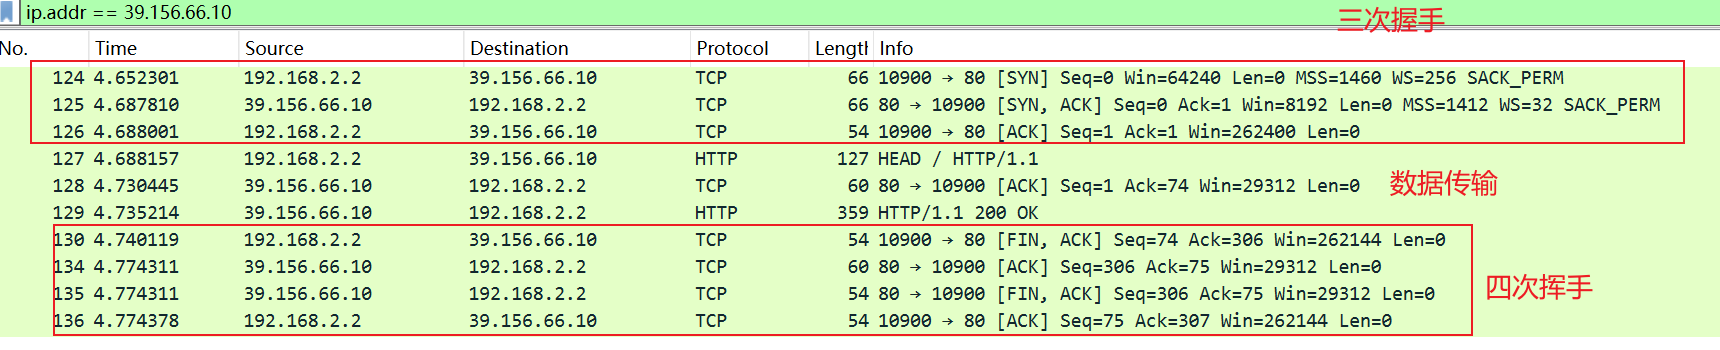 ip.addr == 39.156.66.10
三次握手
No. Time Source Destination Protocol Length Info
124 4.652301 192.168.2.2 39.156.66.10 TCP 66 10900 → 80 [SYN] Seq=0 Win=64240 Len=0 MSS=1460 WS=256 SACK_PERM
125 4.687810 39.156.66.10 192.168.2.2 TCP 66 80 → 10900 [SYN, ACK] Seq=0 Ack=1 Win=8192 Len=0 MSS=1412 WS=32 SACK_PERM
126 4.688001 192.168.2.2 39.156.66.10 TCP 54 10900 → 80 [ACK] Seq=1 Ack=1 Win=262400 Len=0
127 4.688157 192.168.2.2 39.156.66.10 HTTP 127 HEAD / HTTP/1.1
128 4.730445 39.156.66.10 192.168.2.2 TCP 60 80 → 10900 [ACK] Seq=1 Ack=74 Win=29312 Len=0
数据传输
129 4.735214 39.156.66.10 192.168.2.2 HTTP 359 HTTP/1.1 200 OK
130 4.740119 192.168.2.2 39.156.66.10 TCP 54 10900 → 80 [FIN, ACK] Seq=74 Ack=306 Win=262144 Len=0
134 4.774311 39.156.66.10 192.168.2.2 TCP 60 80 → 10900 [ACK] Seq=306 Ack=75 Win=29312 Len=0
135 4.774311 39.156.66.10 192.168.2.2 TCP 54 80 → 10900 [FIN, ACK] Seq=306 Ack=75 Win=29312 Len=0
四次挥手
136 4.774378 192.168.2.2 39.156.66.10 TCP 54 10900 → 80 [ACK] Seq=75 Ack=307 Win=262144 Len=0